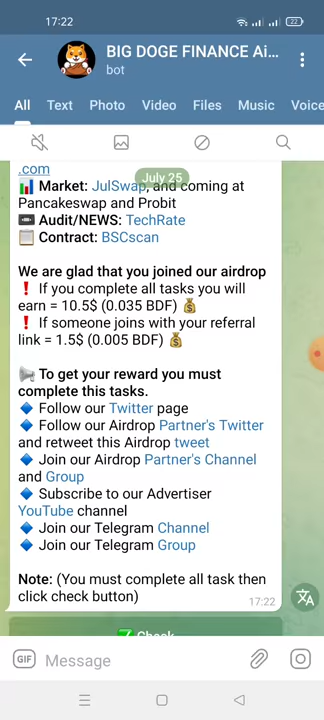 17:22
22
BIG DOGE FINANCE Ai...
bot
All Text Photo Video Files Music Voice
.com
July 25
📊 Market: JulSwap, and coming at
Pancakeswap and Probit
📼 Audit/NEWS: TechRate
📋 Contract: BSCscan
We are glad that you joined our airdrop
❗ If you complete all tasks you will
earn = 10.5$ (0.035 BDF) 💰
❗ If someone joins with your referral
link = 1.5$ (0.005 BDF) 💰
📢 To get your reward you must
complete this tasks.
🔷 Follow our Twitter page
🔷 Follow our Airdrop Partner's Twitter
and retweet this Airdrop tweet
🔷 Join our Airdrop Partner's Channel
and Group
🔷 Subscribe to our Advertiser
YouTube channel
🔷 Join our Telegram Channel
🔷 Join our Telegram Group
Note: (You must complete all task then
click check button)
17:22
✅ Check
GIF Message